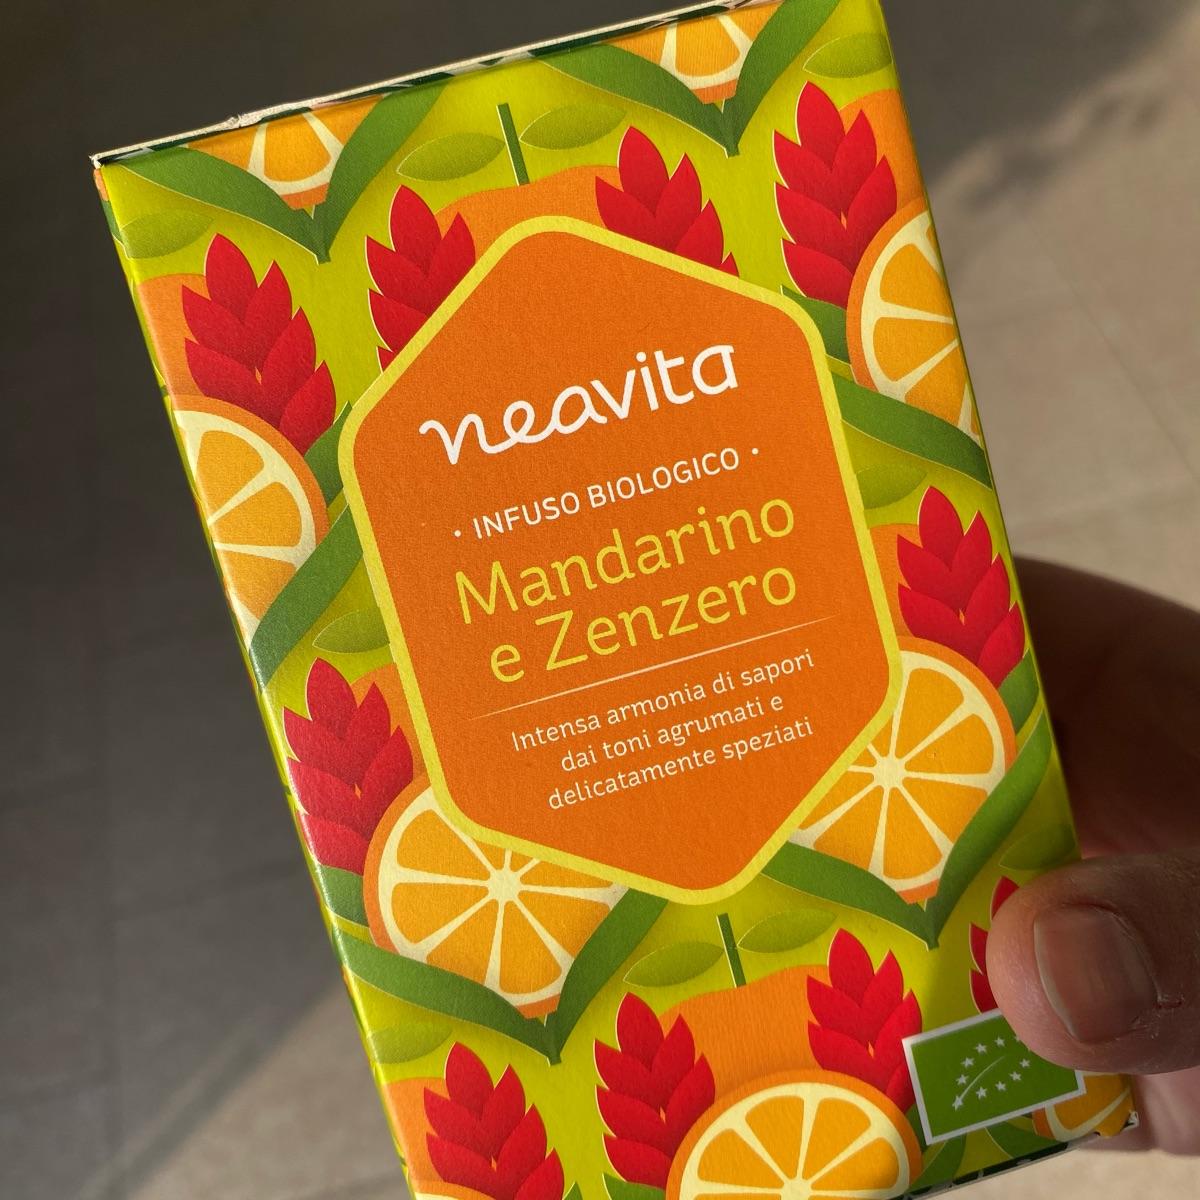 neavita
· INFUSO BIOLOGICO ·
Mandarino
e Zenzero
Intensa armonia di sapori
dai toni agrumati e
delicatamente speziati